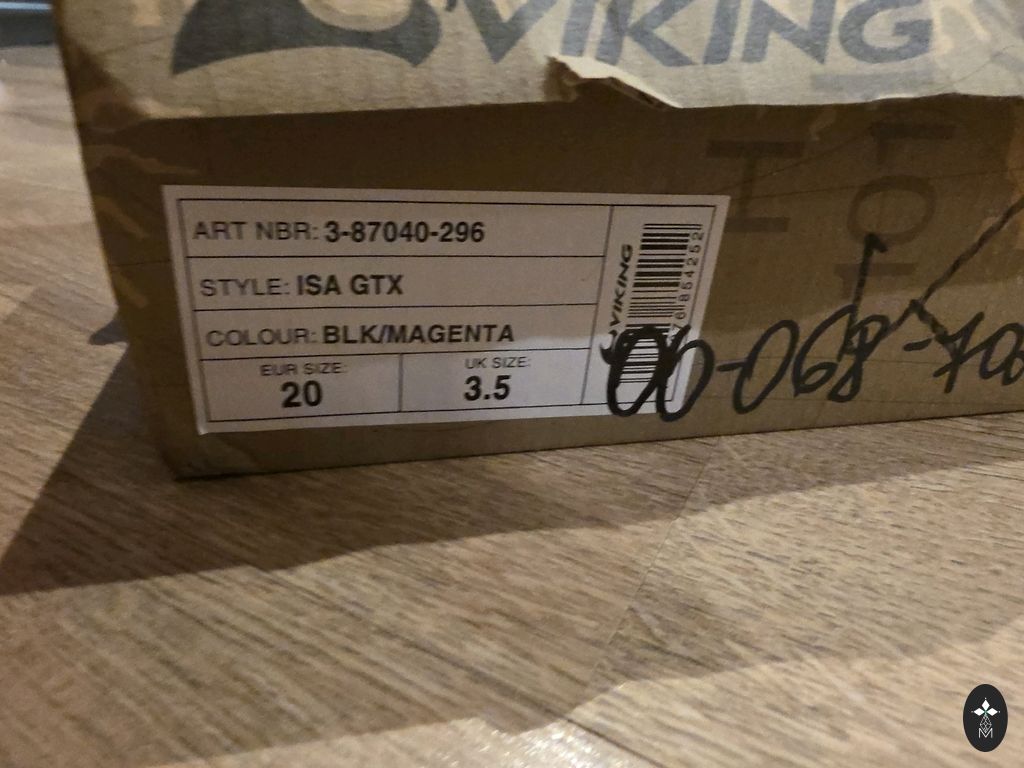 VIKING
ART NBR: 3-87040-296
STYLE: ISA GTX
COLOUR: BLK/MAGENTA
EUR SIZE:
20
UK SIZE:
3.5
VIKING
M